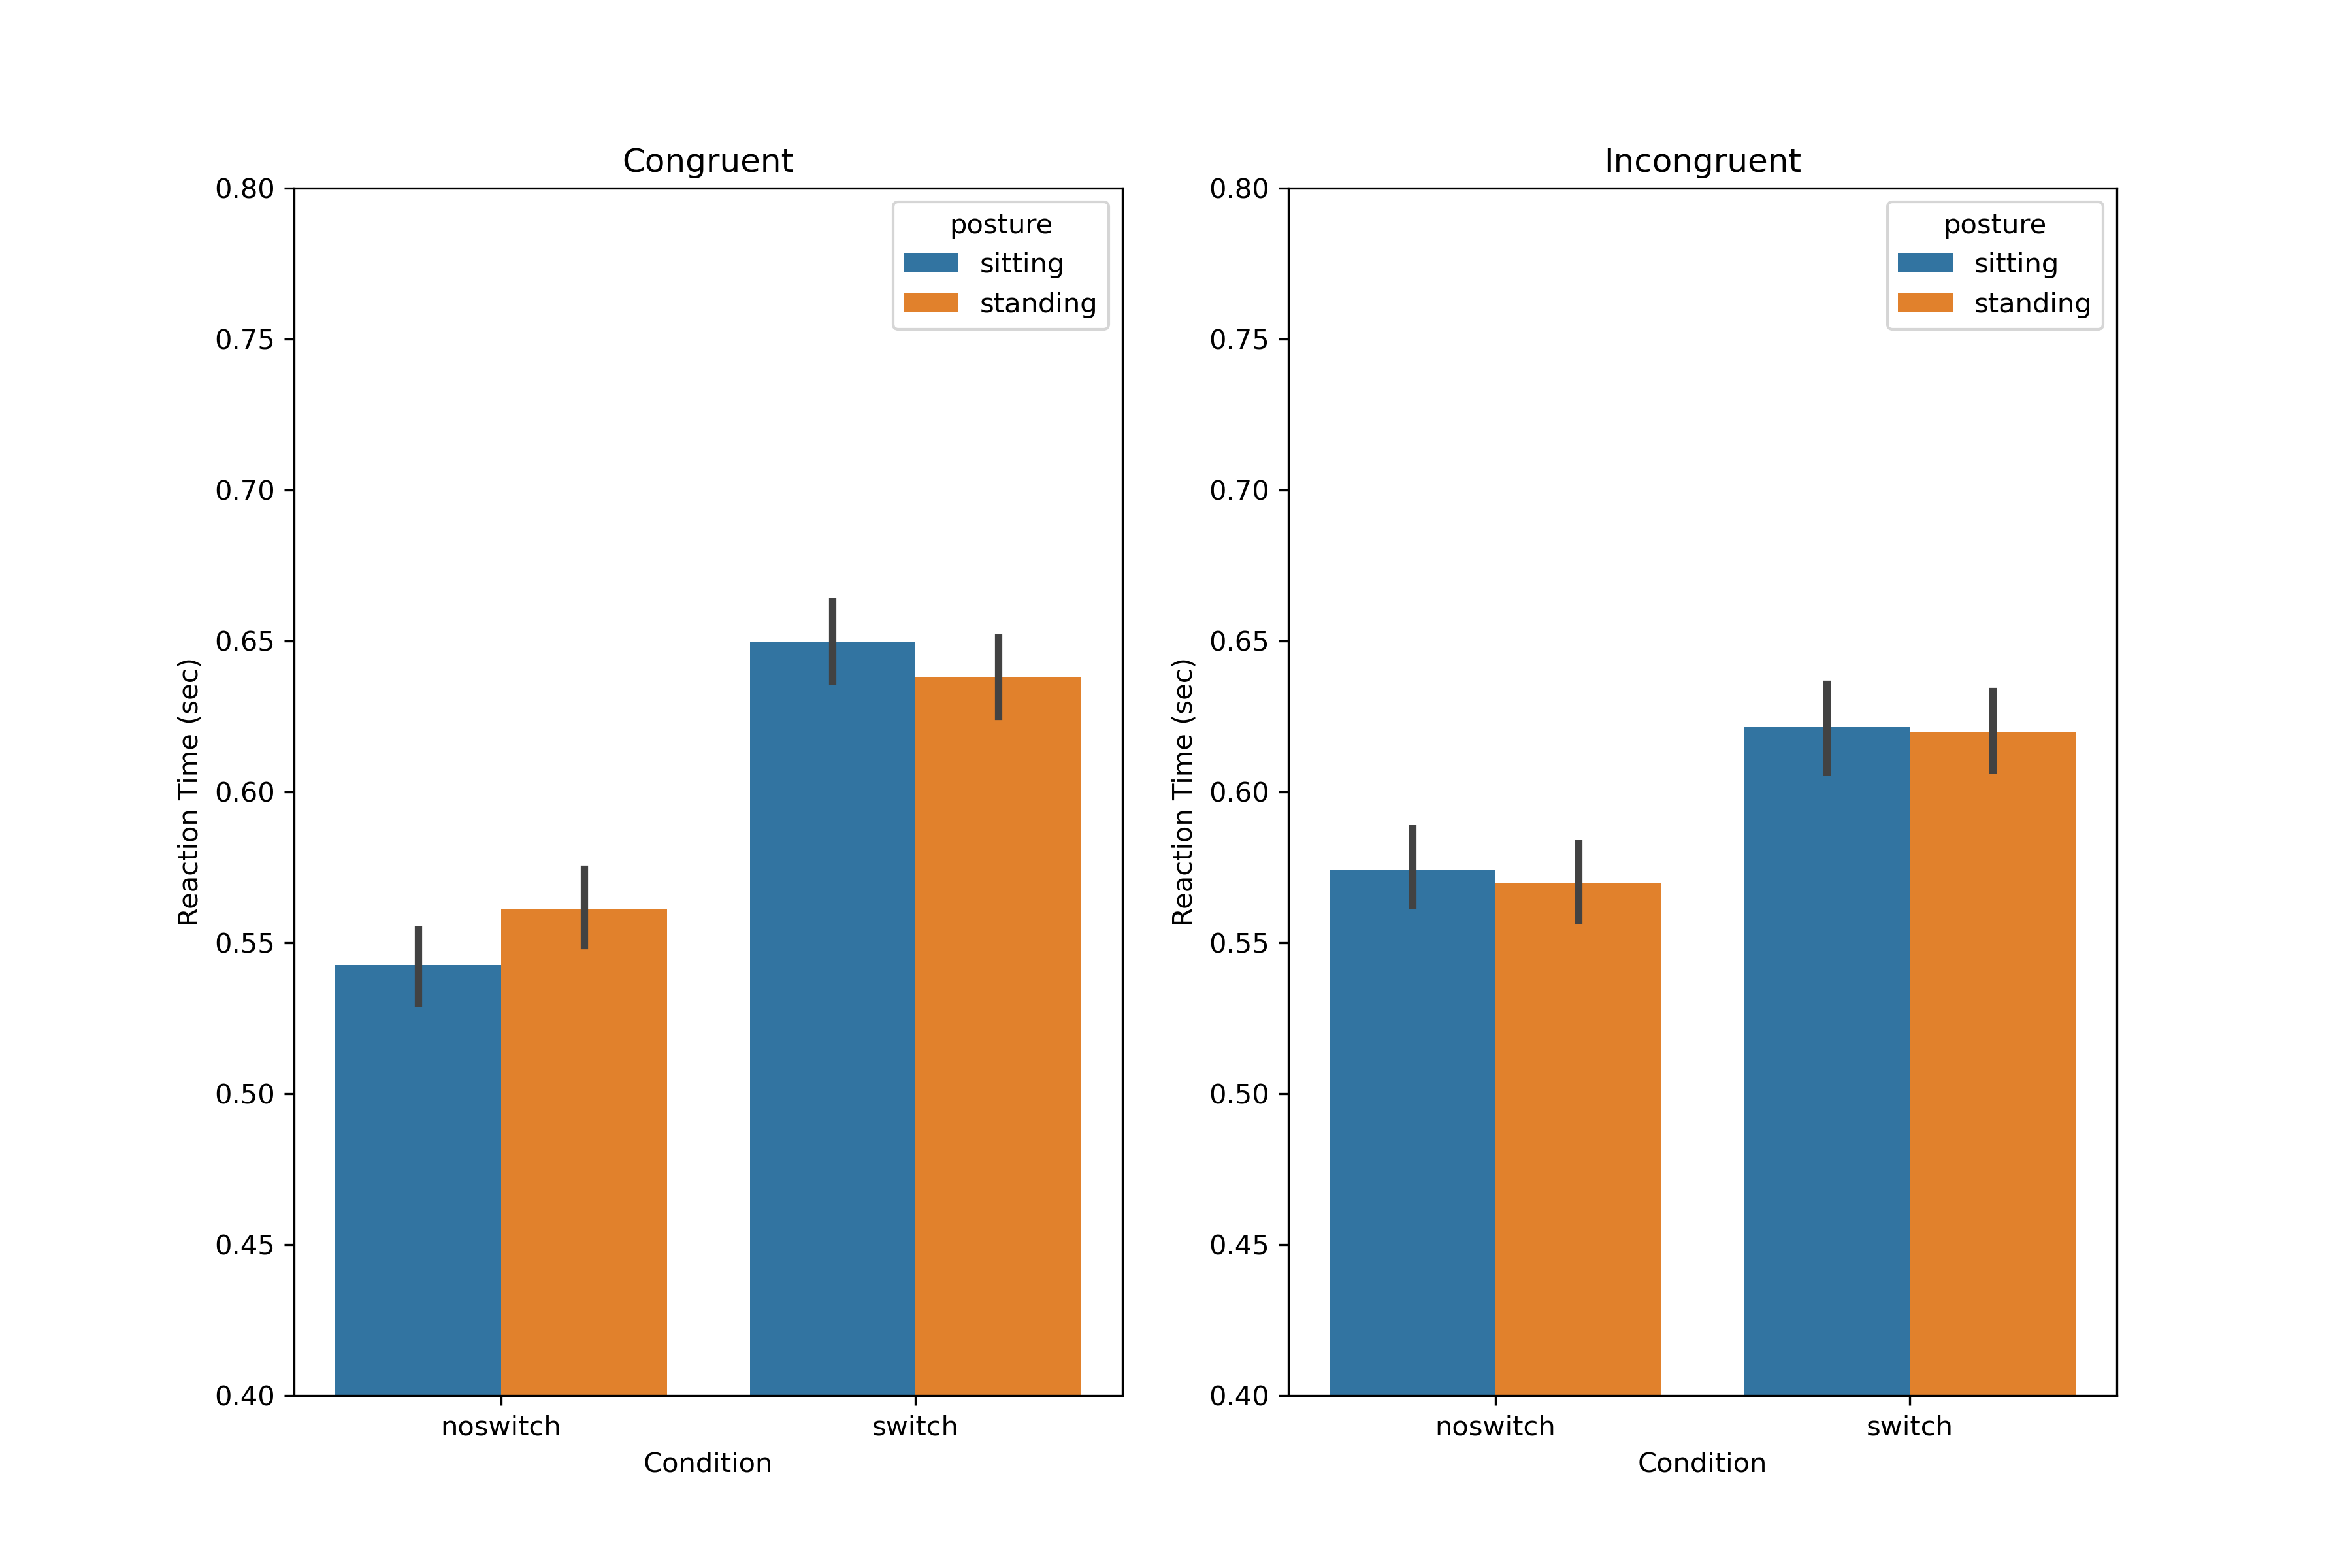 Congruent
0.80
0.75
0.70
0.65
0.60
0.55
0.50
0.45
0.40
Reaction Time (sec)
posture
sitting
standing
noswitch
switch
Condition
Incongruent
0.80
0.75
0.70
0.65
0.60
0.55
0.50
0.45
0.40
Reaction Time (sec)
posture
sitting
standing
noswitch
switch
Condition